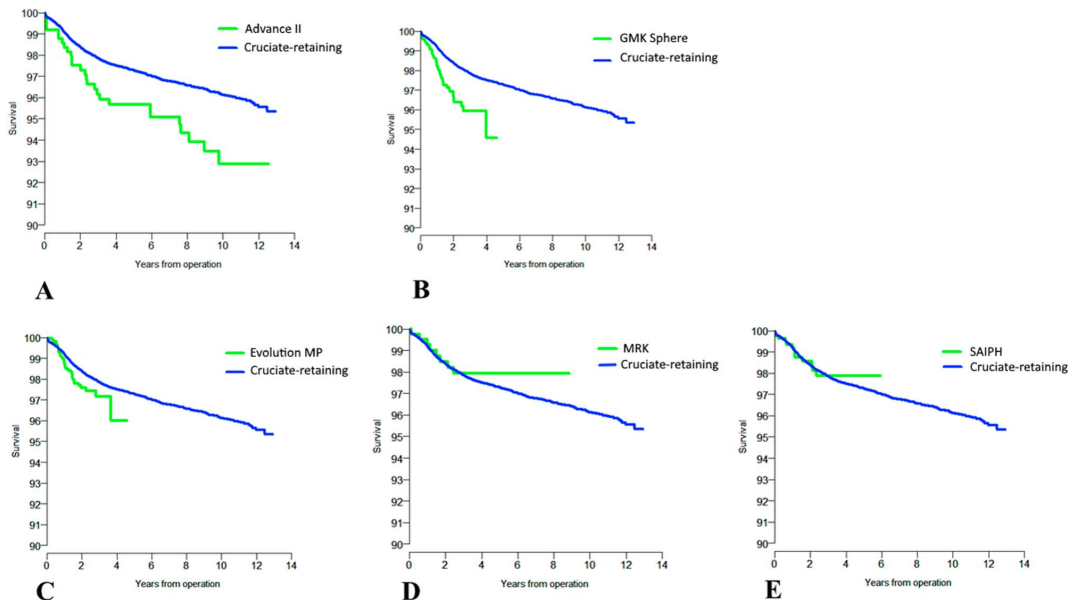 Advance II
Cruciate-retaining
100
99
98
97
96
95
94
93
92
91
90
Survival
0 2 4 6 8 10 12 14
Years from operation
A
GMK Sphere
Cruciate-retaining
100
99
98
97
96
95
94
93
92
91
90
Survival
0 2 4 6 8 10 12 14
Years from operation
B
Evolution MP
Cruciate-retaining
100
99
98
97
96
95
94
93
92
91
90
Survival
0 2 4 6 8 10 12 14
Years from operation
C
MRK
Cruciate-retaining
100
99
98
97
96
95
94
93
92
91
90
Survival
0 2 4 6 8 10 12 14
Years from operation
D
SAIPH
Cruciate-retaining
100
99
98
97
96
95
94
93
92
91
90
Survival
0 2 4 6 8 10 12 14
Years from operation
E